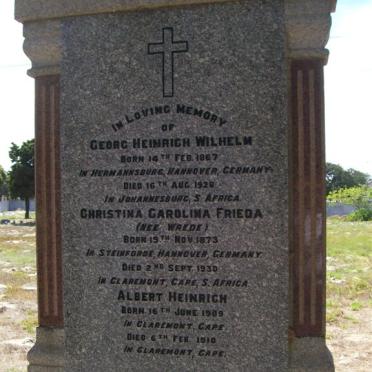 In Loving Memory
of
Georg Heinrich Wilhelm
Born 14th Feb. 1867
In Hermannsburg, Hannover, Germany
Died 16th Aug. 1928
In Johannesburg, S. Africa
Christina Carolina Frieda
(nee Wrede)
Born 19th Nov. 1873
In Steinforde, Hannover, Germany
Died 2nd Sept. 1930
In Claremont, Cape, S. Africa
Albert Heinrich
Born 16th June 1909
In Claremont, Cape
Died 6th Feb. 1910
In Claremont, Cape.